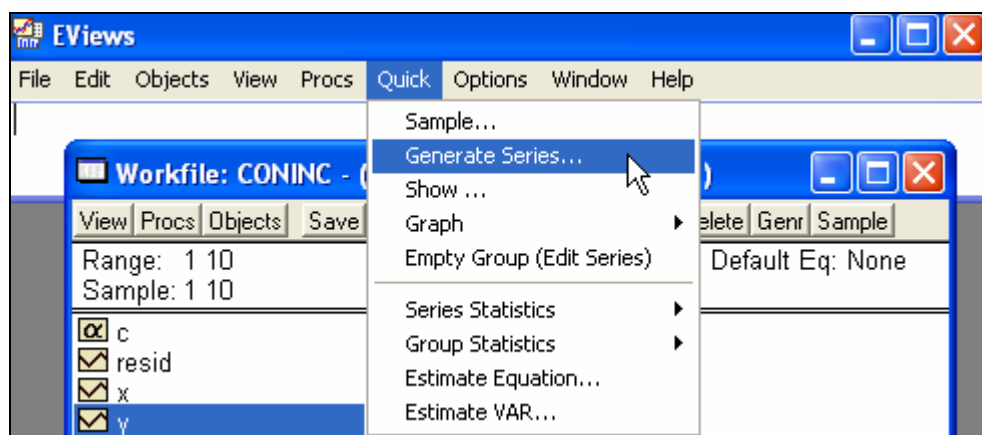 EViews
File Edit Objects View Procs Quick Options Window Help
Sample...
Generate Series...
Show ...
Graph
Empty Group (Edit Series)
Series Statistics
Group Statistics
Estimate Equation...
Estimate VAR...
Workfile: CONINC - (
)
View Procs Objects Save
elete Genr Sample
Range: 1 10
Default Eq: None
Sample: 1 10
c
resid
x
y